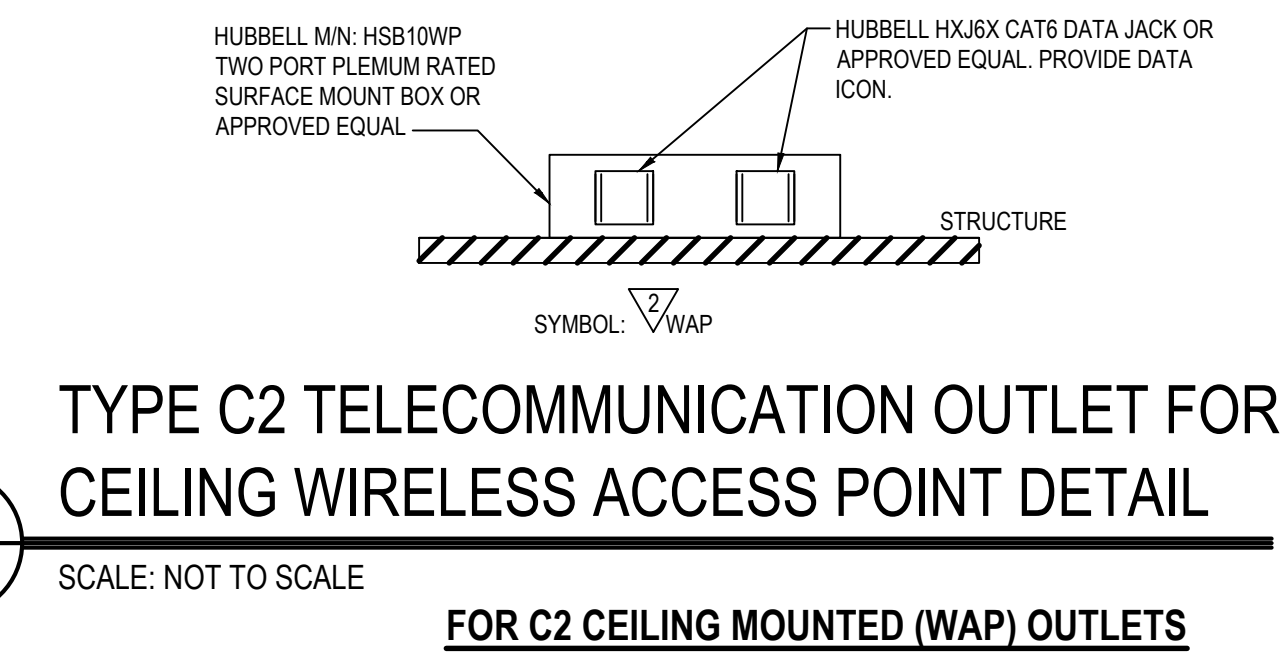 HUBBELL M/N: HSB10WP
TWO PORT PLEMUM RATED
SURFACE MOUNT BOX OR
APPROVED EQUAL
HUBBELL HXJ6X CAT6 DATA JACK OR
APPROVED EQUAL. PROVIDE DATA
ICON.
STRUCTURE
SYMBOL: 2 WAP
TYPE C2 TELECOMMUNICATION OUTLET FOR
CEILING WIRELESS ACCESS POINT DETAIL
SCALE: NOT TO SCALE
FOR C2 CEILING MOUNTED (WAP) OUTLETS